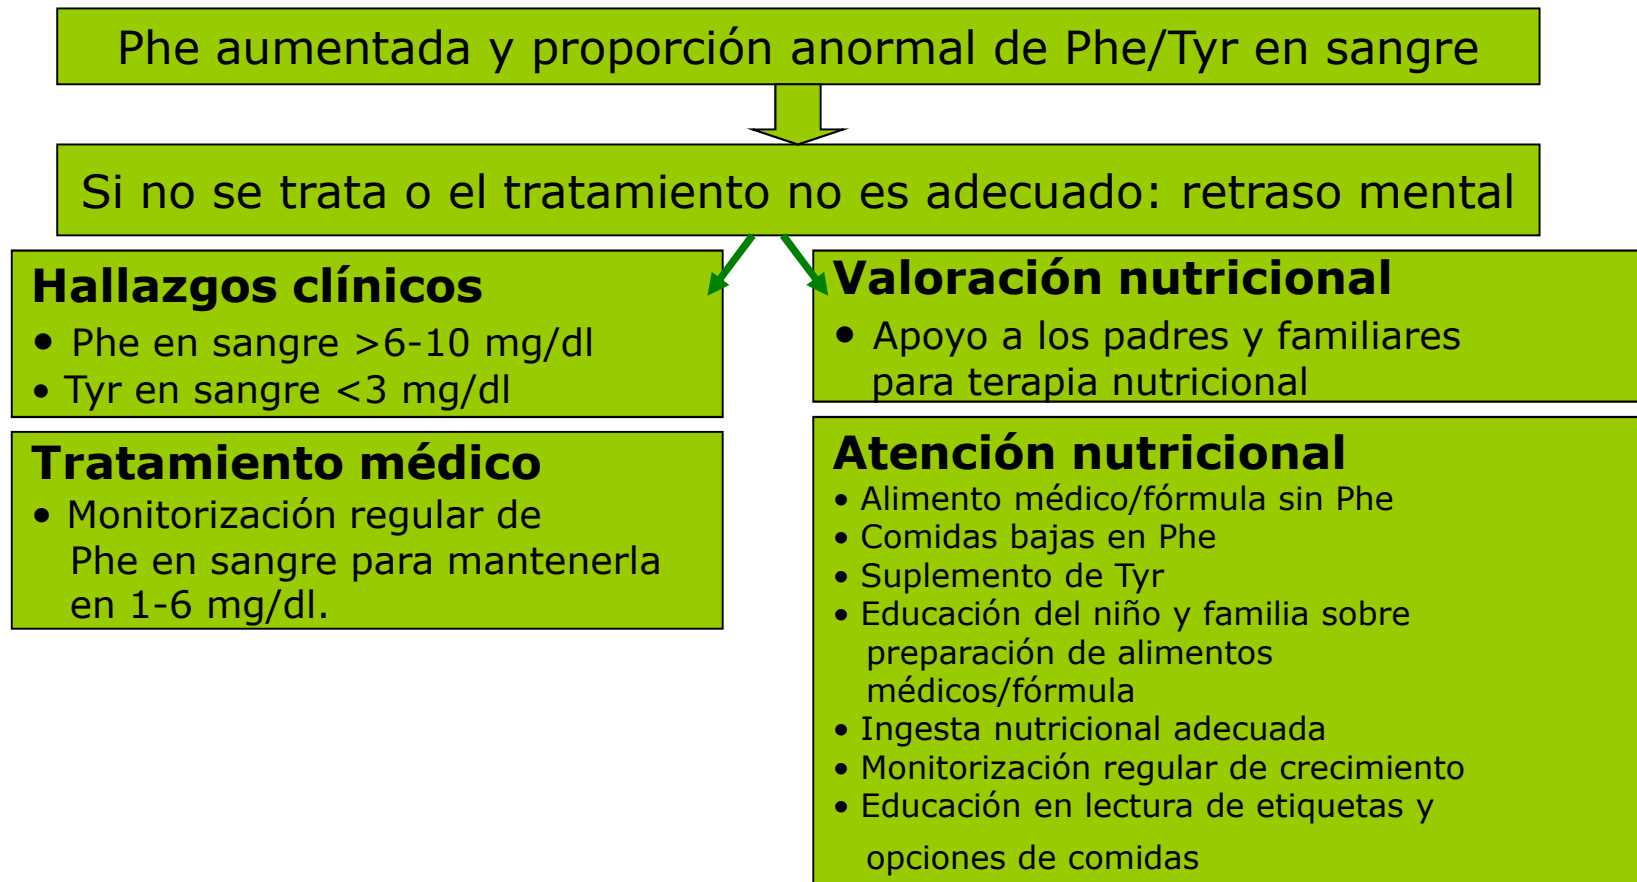 Phe aumentada y proporción anormal de Phe/Tyr en sangre
Si no se trata o el tratamiento no es adecuado: retraso mental
Hallazgos clínicos
• Phe en sangre >6-10 mg/dl
• Tyr en sangre <3 mg/dl
Tratamiento médico
• Monitorización regular de
Phe en sangre para mantenerla
en 1-6 mg/dl.
Valoración nutricional
• Apoyo a los padres y familiares
para terapia nutricional
Atención nutricional
• Alimento médico/fórmula sin Phe
• Comidas bajas en Phe
• Suplemento de Tyr
• Educación del niño y familia sobre
preparación de alimentos
médicos/fórmula
• Ingesta nutricional adecuada
• Monitorización regular de crecimiento
• Educación en lectura de etiquetas y
opciones de comidas